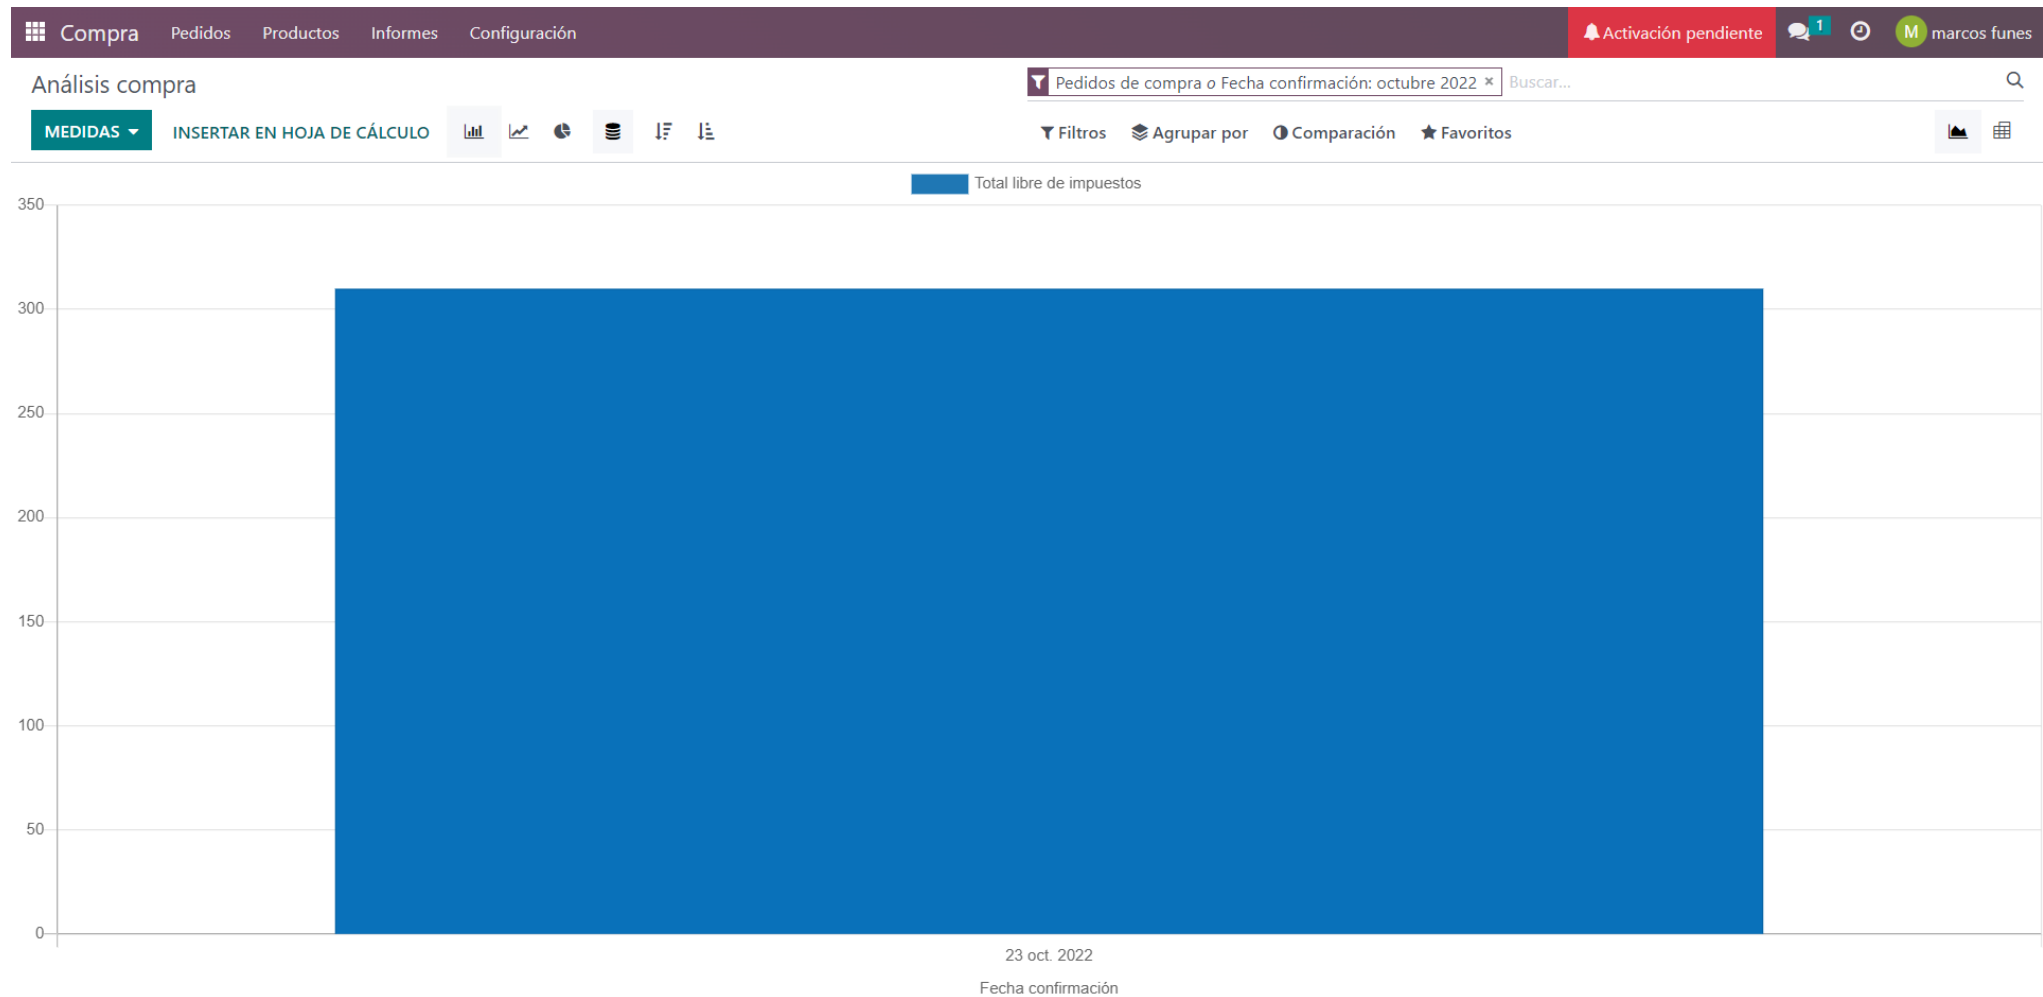 Compra Pedidos Productos Informes Configuración Activación pendiente 1 M marcos funes
Análisis compra Pedidos de compra o Fecha confirmación: octubre 2022 × Buscar...
MEDIDAS INSERTAR EN HOJA DE CÁLCULO Filtros Agrupar por Comparación Favoritos
Total libre de impuestos
350
300
250
200
150
100
50
0
23 oct. 2022
Fecha confirmación